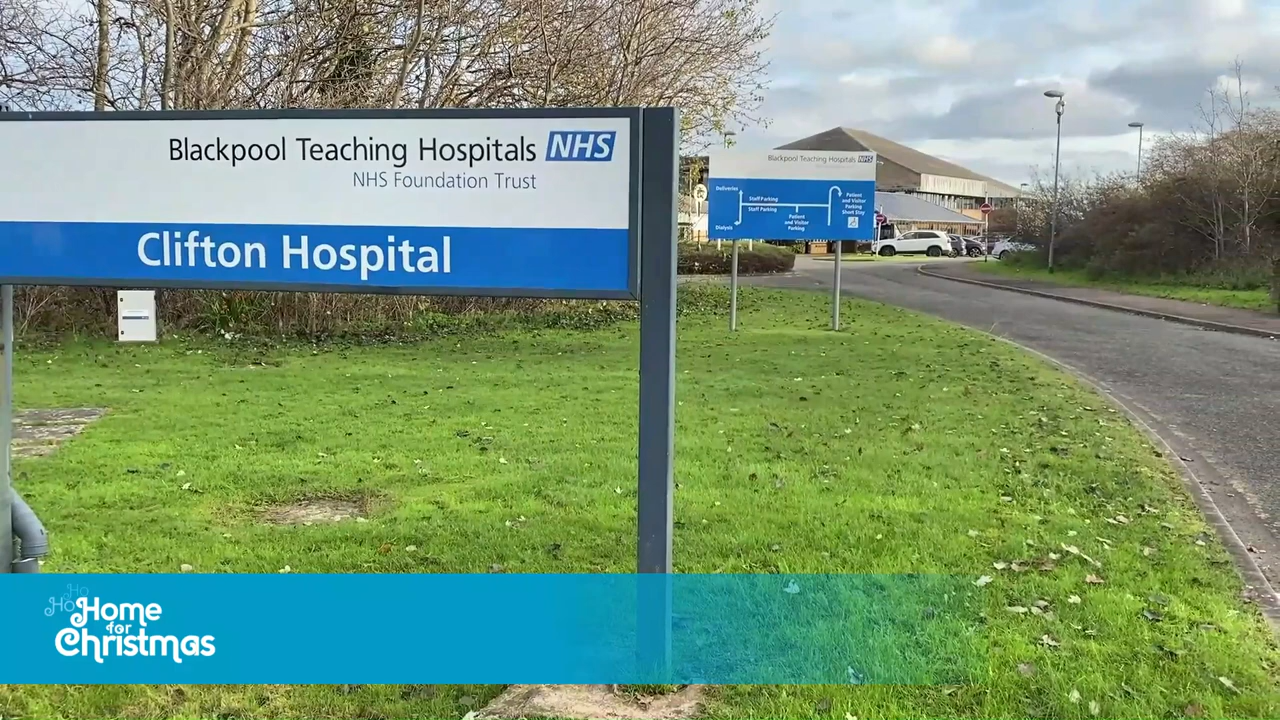 Blackpool Teaching Hospitals NHS
NHS Foundation Trust
Clifton Hospital
Blackpool Teaching Hospitals NHS
Deliveries
Staff Parking
Staff Parking
Patient
and Visitor
Parking
Patient
and Visitor
Parking
Short Stay
Dialysis
Ho
Ho
Home
for
Christmas